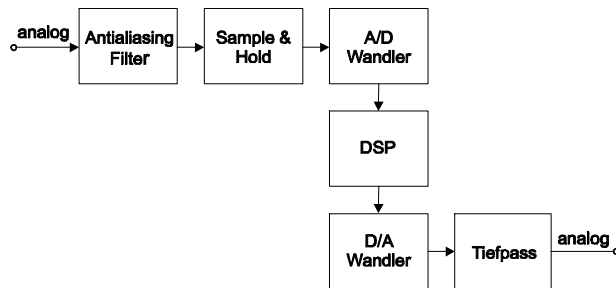 analog
Antialiasing
Filter
Sample &
Hold
A/D
Wandler
DSP
D/A
Wandler
Tiefpass
analog